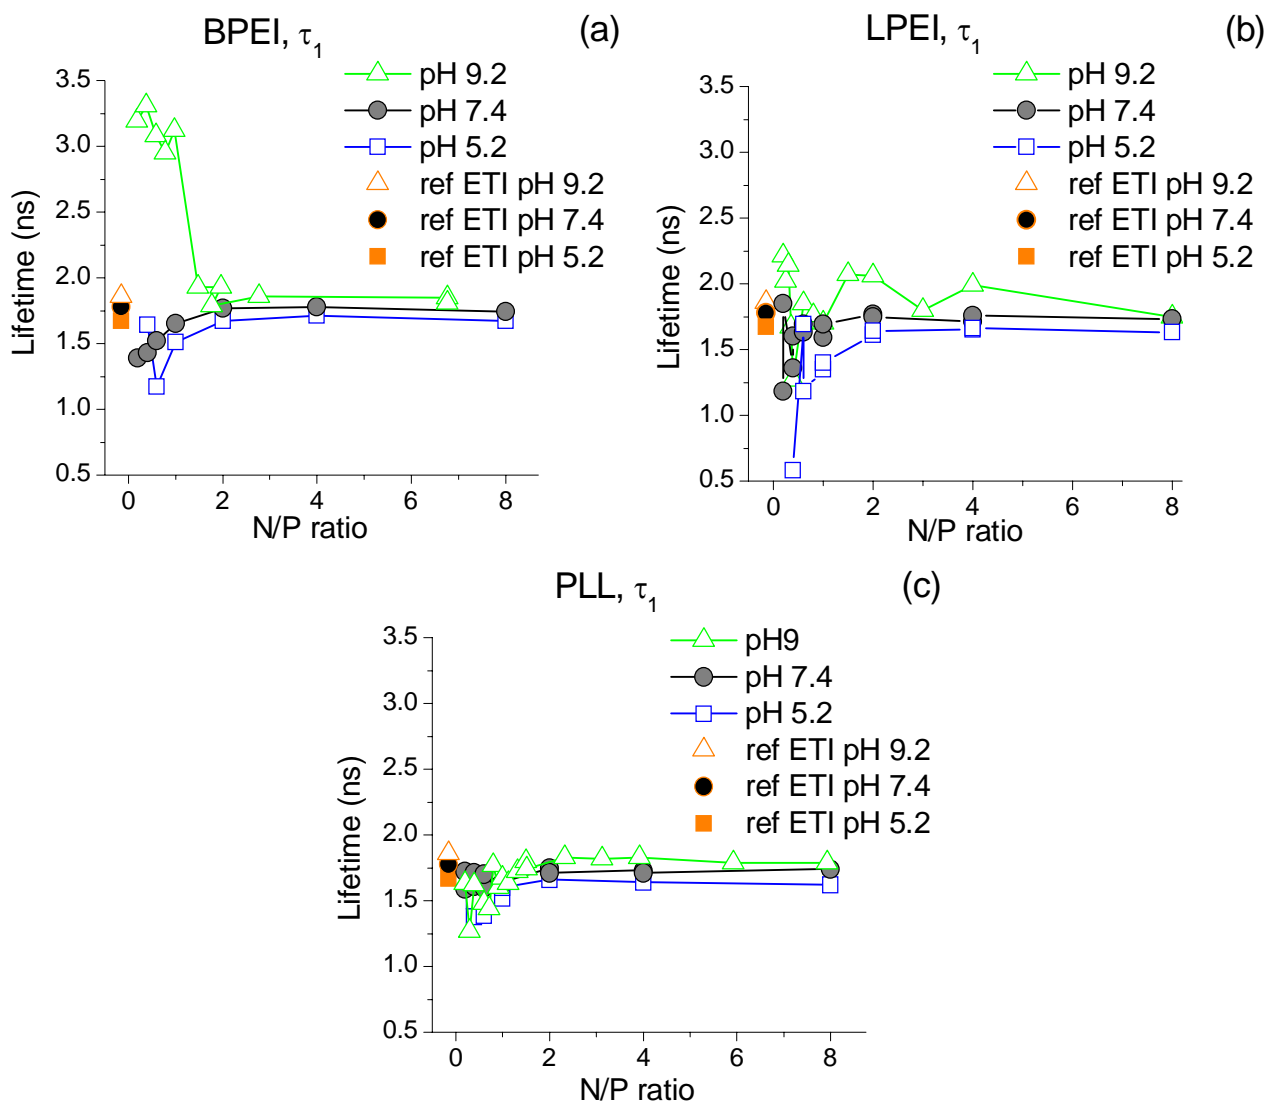 BPEI, τ1
(a)
pH 9.2
pH 7.4
pH 5.2
ref ETI pH 9.2
ref ETI pH 7.4
ref ETI pH 5.2
Lifetime (ns)
3.5
3.0
2.5
2.0
1.5
1.0
0.5
0 2 4 6 8
N/P ratio
LPEI, τ1
(b)
pH 9.2
pH 7.4
pH 5.2
ref ETI pH 9.2
ref ETI pH 7.4
ref ETI pH 5.2
Lifetime (ns)
3.5
3.0
2.5
2.0
1.5
1.0
0.5
0 2 4 6 8
N/P ratio
PLL, τ1
(c)
pH9
pH 7.4
pH 5.2
ref ETI pH 9.2
ref ETI pH 7.4
ref ETI pH 5.2
Lifetime (ns)
3.5
3.0
2.5
2.0
1.5
1.0
0.5
0 2 4 6 8
N/P ratio